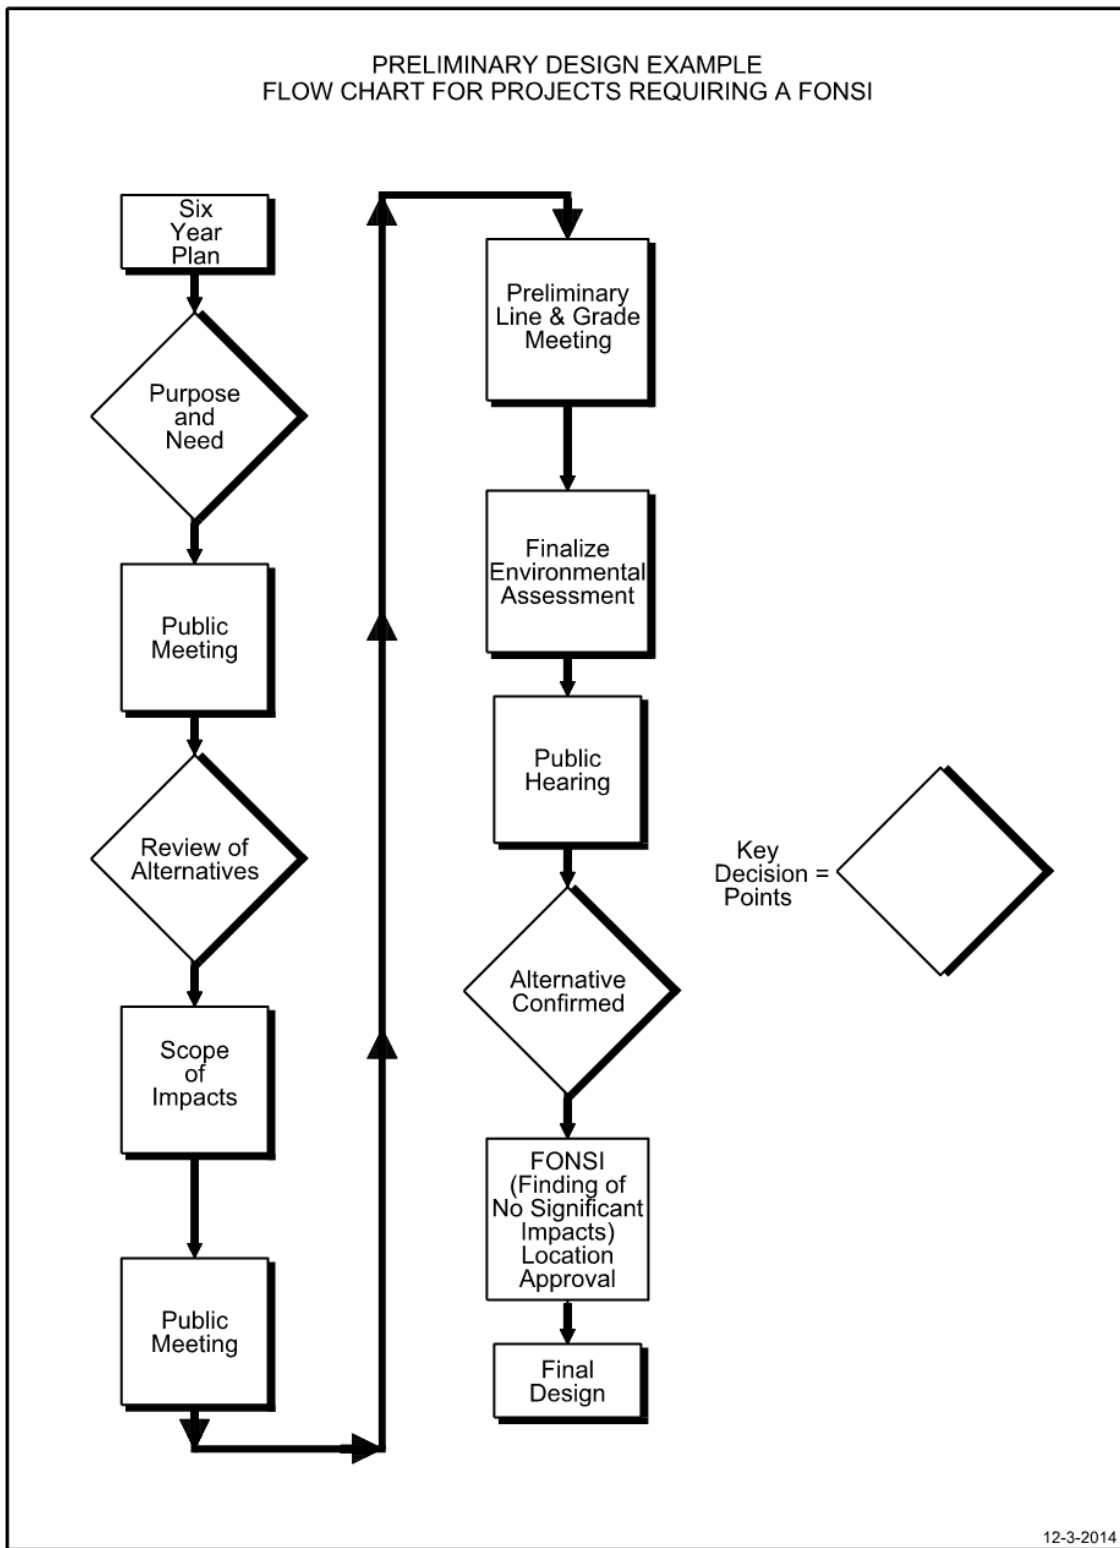 PRELIMINARY DESIGN EXAMPLE
FLOW CHART FOR PROJECTS REQUIRING A FONSI
Six
Year
Plan
Purpose
and
Need
Public
Meeting
Review of
Alternatives
Scope
of
Impacts
Public
Meeting
Preliminary
Line & Grade
Meeting
Finalize
Environmental
Assessment
Public
Hearing
Alternative
Confirmed
FONSI
(Finding of
No Significant
Impacts)
Location
Approval
Final
Design
Key
Decision =
Points
12-3-2014